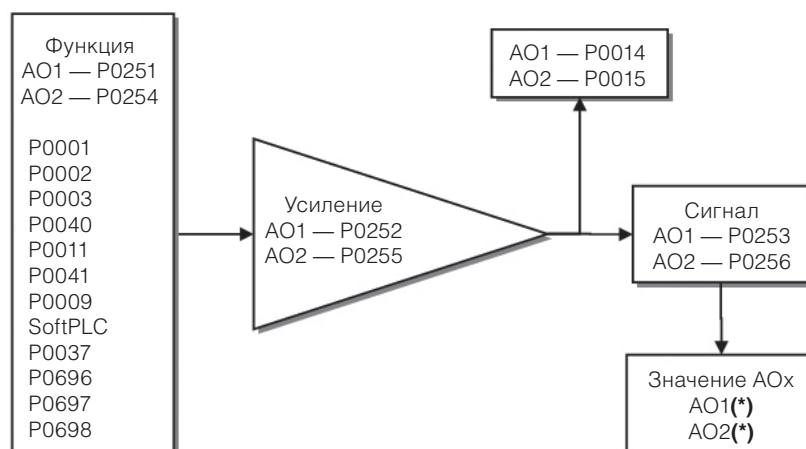 Функция
AO1 — P0251
AO2 — P0254
P0001
P0002
P0003
P0040
P0011
P0041
P0009
SoftPLC
P0037
P0696
P0697
P0698
Усиление
AO1 — P0252
AO2 — P0255
AO1 — P0014
AO2 — P0015
Сигнал
AO1 — P0253
AO2 — P0256
Значение AOx
AO1(*)
AO2(*)